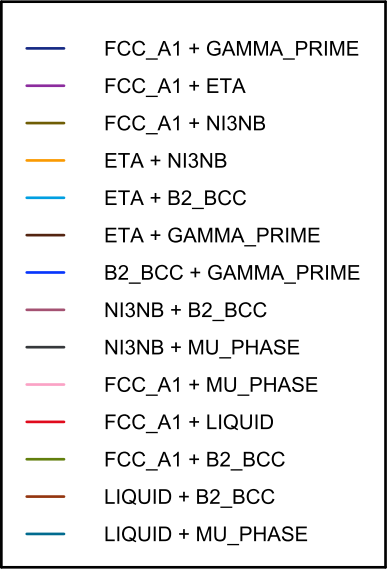 FCC_A1 + GAMMA_PRIME
FCC_A1 + ETA
FCC_A1 + NI3NB
ETA + NI3NB
ETA + B2_BCC
ETA + GAMMA_PRIME
B2_BCC + GAMMA_PRIME
NI3NB + B2_BCC
NI3NB + MU_PHASE
FCC_A1 + MU_PHASE
FCC_A1 + LIQUID
FCC_A1 + B2_BCC
LIQUID + B2_BCC
LIQUID + MU_PHASE